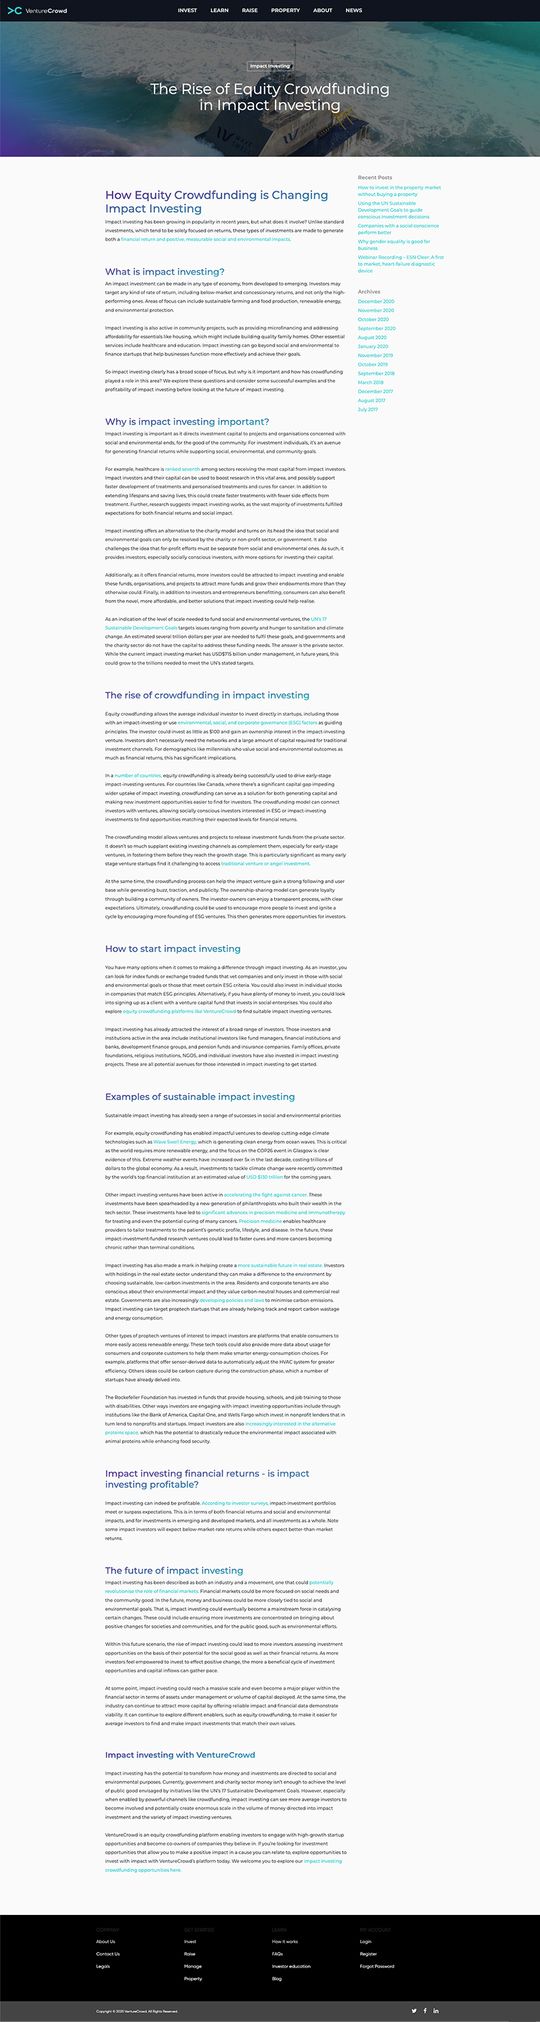 VentureCrowd
INVEST LEARN RAISE PROPERTY ABOUT NEWS
Impact Investing
The Rise of Equity Crowdfunding
in Impact Investing
How Equity Crowdfunding is Changing
Impact Investing
Impact investing has been growing in popularity in recent years, but what does it involve? Unlike standard
investments, which tend to be solely focused on returns, these types of investments are made to generate
both a financial return and positive, measurable social and environmental impacts.
What is impact investing?
An impact investment can be made in any type of economy, from developed to emerging. Investors may
target any kind of rate of return, including below-market and concessionary returns, and not only the high-
performing ones. Areas of focus can include sustainable farming and food production, renewable energy,
and environmental protection.
Impact investing is also active in community projects, such as providing microfinancing and addressing
affordability for essentials like housing, which might include building quality family homes. Other essential
services include healthcare and education. Impact investing can go beyond social and environmental to
finance startups that help businesses function more effectively and achieve their goals.
So impact investing clearly has a broad scope of focus, but why is it important and how has crowdfunding
played a role in this area? We explore these questions and consider some successful examples and the
profitability of impact investing before looking at the future of impact investing.
Why is impact investing important?
Impact investing is important as it directs investment capital to projects and organisations concerned with
social and environmental ends, for the good of the community. For investment individuals, it's an avenue
for generating financial returns while supporting social, environmental, and community goals.
For example, healthcare is ranked seventh among sectors receiving the most capital from impact investors.
Impact investors and their capital can be used to boost research in this vital area, and possibly support
faster development of treatments and personalised treatments and cures for cancer. In addition to
extending lifespans and saving lives, this could create faster treatments with fewer side effects from
treatment. Further, research suggests impact investing works, as the vast majority of investments fulfilled
expectations for both financial returns and social impact.
Impact investing offers an alternative to the charity model and turns on its head the idea that social and
environmental goals can only be resolved by the charity or non-profit sector, or government. It also
challenges the idea that for-profit efforts must be separate from social and environmental ones. As such, it
provides investors, especially socially conscious investors, with more options for investing their capital.
Additionally, as it offers financial returns, more investors could be attracted to impact investing and enable
these funds, organisations, and projects to attract more funds and grow their endowments more than they
otherwise could. Finally, in addition to investors and entrepreneurs benefitting, consumers can also benefit
from the novel, more affordable, and better solutions that impact investing could help realise.
As an indication of the level of scale needed to fund social and environmental ventures, the UN's 17
Sustainable Development Goals targets issues ranging from poverty and hunger to sanitation and climate
change. An estimated several trillion dollars per year are needed to fulfil these goals, and governments and
the charity sector do not have the capital to address these funding needs. The answer is the private sector.
While the current impact investing market has USD$715 billion under management, in future years, this
could grow to the trillions needed to meet the UN's stated targets.
The rise of crowdfunding in impact investing
Equity crowdfunding allows the average individual investor to invest directly in startups, including those
with an impact-investing or use environmental, social, and corporate governance (ESG) factors as guiding
principles. The investor could invest as little as $100 and gain an ownership interest in the impact-investing
venture. Investors don't necessarily need the networks and a large amount of capital required for traditional
investment channels. For demographics like millennials who value social and environmental outcomes as
much as financial returns, this has significant implications.
In a number of countries, equity crowdfunding is already being successfully used to drive early-stage
impact-investing ventures. For countries like Canada, where there's a significant capital gap impeding
wider uptake of impact investing, crowdfunding can serve as a solution for both generating capital and
making new investment opportunities easier to find for investors. The crowdfunding model can connect
investors with ventures, allowing socially conscious investors interested in ESG or impact-investing
investments to find opportunities matching their expected levels for financial returns.
The crowdfunding model allows ventures and projects to release investment funds from the private sector.
It doesn't so much supplant existing investing channels as complement them, especially for early-stage
ventures, in fostering them before they reach the growth stage. This is particularly significant as many early
stage venture startups find it challenging to access traditional venture or angel investment.
At the same time, the crowdfunding process can help the impact venture gain a strong following and user
base while generating buzz, traction, and publicity. The ownership-sharing model can generate loyalty
through building a community of owners. The investor-owners can enjoy a transparent process, with clear
expectations. Ultimately, crowdfunding could be used to encourage more people to invest and ignite a
cycle by encouraging more founding of ESG ventures. This then generates more opportunities for investors.
How to start impact investing
You have many options when it comes to making a difference through impact investing. As an investor, you
can look for index funds or exchange traded funds that vet companies and only invest in those with social
and environmental goals or those that meet certain ESG criteria. You could also invest in individual stocks
in companies that match ESG principles. Alternatively, if you have plenty of money to invest, you could look
into signing up as a client with a venture capital fund that invests in social enterprises. You could also
explore equity crowdfunding platforms like VentureCrowd to find suitable impact investing ventures.
Impact investing has already attracted the interest of a broad range of investors. Those investors and
institutions active in the area include institutional investors like fund managers, financial institutions and
banks, development finance groups, and pension funds and insurance companies. Family offices, private
foundations, religious institutions, NGOS, and individual investors have also invested in impact investing
projects. These are all potential avenues for those interested in impact investing to get started.
Examples of sustainable impact investing
Sustainable impact investing has already seen a range of successes in social and environmental priorities
For example, equity crowdfunding has enabled impactful ventures to develop cutting-edge climate
technologies such as Wave Swell Energy, which is generating clean energy from ocean waves. This is critical
as the world requires more renewable energy, and the focus on the COP26 event in Glasgow is clear
evidence of this. Extreme weather events have increased over 5x in the last decade, costing trillions of
dollars to the global economy. As a result, investments to tackle climate change were recently committed
by the world's top financial institution at an estimated value of USD $130 trillion for the coming years.
Other impact investing ventures have been active in accelerating the fight against cancer. These
investments have been spearheaded by a new generation of philanthropists who built their wealth in the
tech sector. These investments have led to significant advances in precision medicine and immunotherapy
for treating and even the potential curing of many cancers. Precision medicine enables healthcare
providers to tailor treatments to the patient's genetic profile, lifestyle, and disease. In the future, these
impact-investment-funded research ventures could lead to faster cures and more cancers becoming
chronic rather than terminal conditions.
Impact investing has also made a mark in helping create a more sustainable future in real estate. Investors
with holdings in the real estate sector understand they can make a difference to the environment by
choosing sustainable, low-carbon investments in the area. Residents and corporate tenants are also
conscious about their environmental impact and they value carbon-neutral houses and commercial real
estate. Governments are also increasingly developing policies and laws to minimise carbon emissions.
Impact investing can target proptech startups that are already helping track and report carbon wastage
and energy consumption.
Other types of proptech ventures of interest to impact investors are platforms that enable consumers to
more easily access renewable energy. These tech tools could also provide more data about usage for
consumers and corporate customers to help them make smarter energy-consumption choices. For
example, platforms that offer sensor-derived data to automatically adjust the HVAC system for greater
efficiency. Others ideas could be carbon capture during the construction phase, which a number of
startups have already delved into.
The Rockefeller Foundation has invested in funds that provide housing, schools, and job training to those
with disabilities. Other ways investors are engaging with impact investing opportunities include through
institutions like the Bank of America, Capital One, and Wells Fargo which invest in nonprofit lenders that in
turn lend to nonprofits and startups. Impact investors are also increasingly interested in the alternative
proteins space, which has the potential to drastically reduce the environmental impact associated with
animal proteins while enhancing food security.
Impact investing financial returns - is impact
investing profitable?
Impact investing can indeed be profitable. According to investor surveys, impact-investment portfolios
meet or surpass expectations. This is in terms of both financial returns and social and environmental
impacts, and for investments in emerging and developed markets, and all investments as a whole. Note
some impact investors will expect below-market-rate returns while others expect better-than-market
returns.
The future of impact investing
Impact investing has been described as both an industry and a movement, one that could potentially
revolutionise the role of financial markets. Financial markets could be more focused on social needs and
the community good. In the future, money and business could be more closely tied to social and
environmental goals. That is, impact investing could eventually become a mainstream force in catalysing
certain changes. These could include ensuring more investments are concentrated on bringing about
positive changes for societies and communities, and for the public good, such as environmental efforts.
Within this future scenario, the rise of impact investing could lead to more investors assessing investment
opportunities on the basis of their potential for the social good as well as their financial returns. As more
investors feel empowered to invest to effect positive change, the more a beneficial cycle of investment
opportunities and capital inflows can gather pace.
At some point, impact investing could reach a massive scale and even become a major player within the
financial sector in terms of assets under management or volume of capital deployed. At the same time, the
industry can continue to attract more capital by offering reliable impact and financial data demonstrate
viability. It can continue to explore different enablers, such as equity crowdfunding, to make it easier for
average investors to find and make impact investments that match their own values.
Impact investing with VentureCrowd
Impact investing has the potential to transform how money and investments are directed to social and
environmental purposes. Currently, government and charity sector money isn't enough to achieve the level
of public good envisaged by initiatives like the UN's 17 Sustainable Development Goals. However, especially
when enabled by powerful channels like crowdfunding, impact investing can see more average investors to
become involved and potentially create enormous scale in the volume of money directed into impact
investment and the variety of impact investing ventures.
VentureCrowd is an equity crowdfunding platform enabling investors to engage with high-growth startup
opportunities and become co-owners of companies they believe in. If you're looking for investment
opportunities that allow you to make a positive impact in a cause you can relate to, explore opportunities to
invest with impact with VentureCrowd's platform today. We welcome you to explore our impact investing
crowdfunding opportunities here.
Recent Posts
How to invest in the property market
without buying a property
Using the UN Sustainable
Development Goals to guide
conscious investment decisions
Companies with a social conscience
perform better
Why gender equality is good for
business
Webinar Recording – ESN Clear: A first
to market, heart failure diagnostic
device
Archives
December 2020
November 2020
October 2020
September 2020
August 2020
January 2020
November 2019
October 2019
September 2018
March 2018
December 2017
August 2017
July 2017
COMPANY
About Us
Contact Us
Legals
GET STARTED
Invest
Raise
Manage
Property
LEARN
How it works
FAQs
Investor education
Blog
MY ACCOUNT
Login
Register
Forgot Password
Copyright © 2025 VentureCrowd. All Rights Reserved.